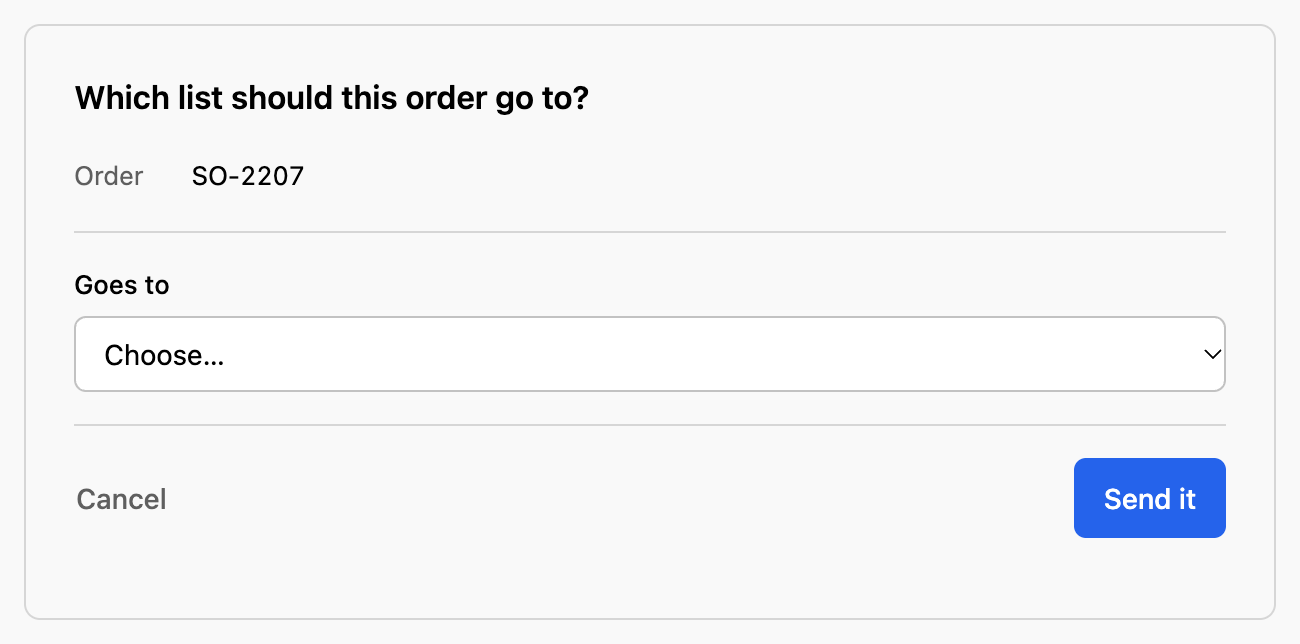 Which list should this order go to?
Order SO-2207
Goes to
Choose...
Cancel Send it